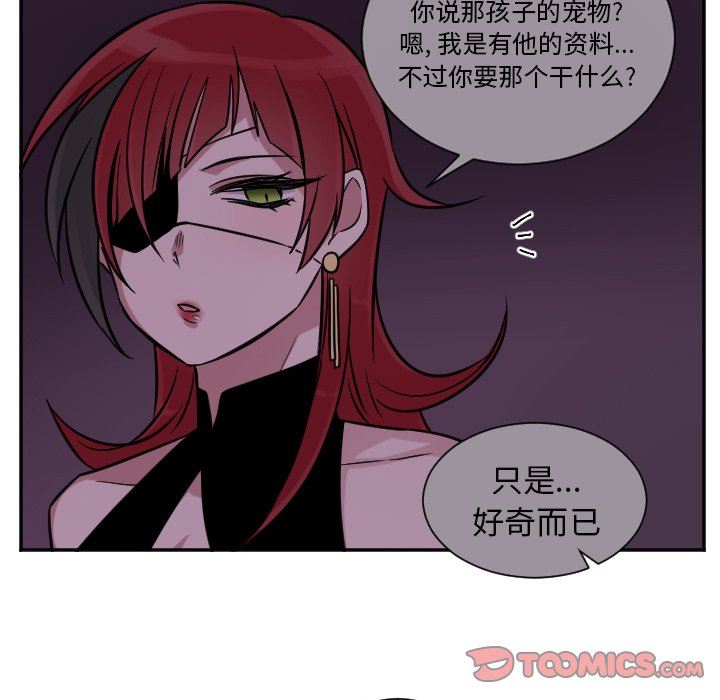 你说那孩子的宠物?
嗯, 我是有他的资料...
不过你要那个干什么?
只是...
好奇而已
TOOMICS.COM